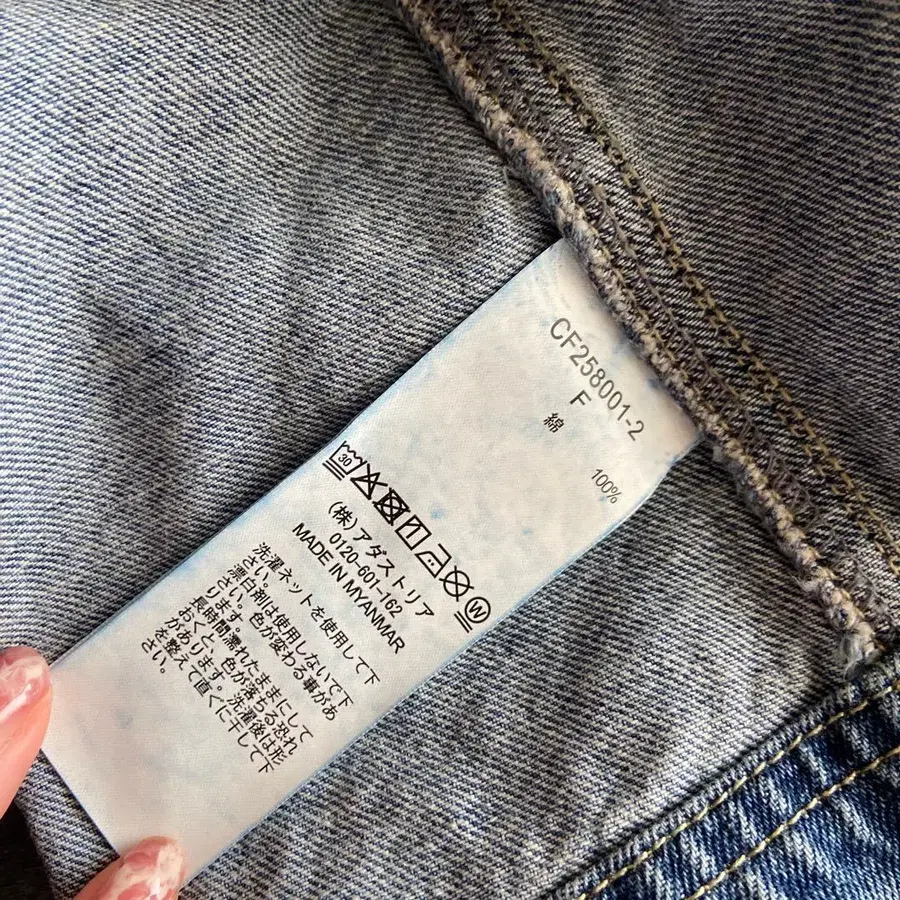 CF258001-2
F
綿 100%
30
W
(株)アダストリア
0120-601-162
MADE IN MYANMAR
洗濯ネットを使用して下
さい。
漂白剤は使用しないで下
さい。色が変わる事があ
ります。
長時間濡れたままにして
おくと、色が落ちる恐れ
があります。洗濯後は形
を整えて直ぐに干して下
さい。